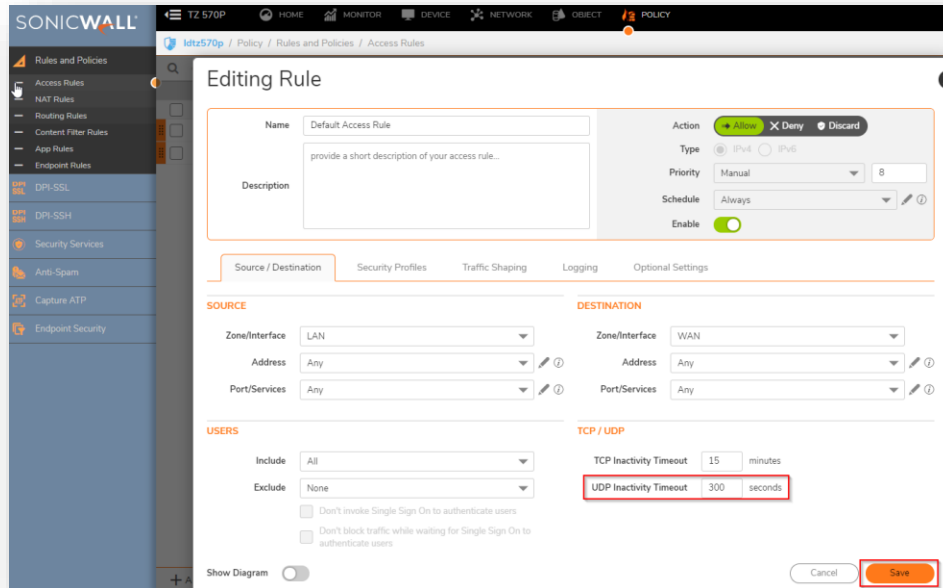 SONICWALL
TZ 570P
HOME
MONITOR
DEVICE
NETWORK
OBJECT
POLICY
ldtz570p / Policy / Rules and Policies / Access Rules
Rules and Policies
Access Rules
NAT Rules
Routing Rules
Content Filter Rules
App Rules
Endpoint Rules
DPI SSL DPI-SSL
DPI SSH DPI-SSH
Security Services
Anti-Spam
Capture ATP
Endpoint Security
Editing Rule
Name Default Access Rule
Description provide a short description of your access rule...
Action Allow Deny Discard
Type IPv4 IPv6
Priority Manual 8
Schedule Always
Enable
Source / Destination Security Profiles Traffic Shaping Logging Optional Settings
SOURCE
Zone/Interface LAN
Address Any
Port/Services Any
DESTINATION
Zone/Interface WAN
Address Any
Port/Services Any
USERS
Include All
Exclude None
Don't invoke Single Sign On to authenticate users
Don't block traffic while waiting for Single Sign On to
authenticate users
TCP / UDP
TCP Inactivity Timeout 15 minutes
UDP Inactivity Timeout 300 seconds
Show Diagram
Cancel
Save
+ A